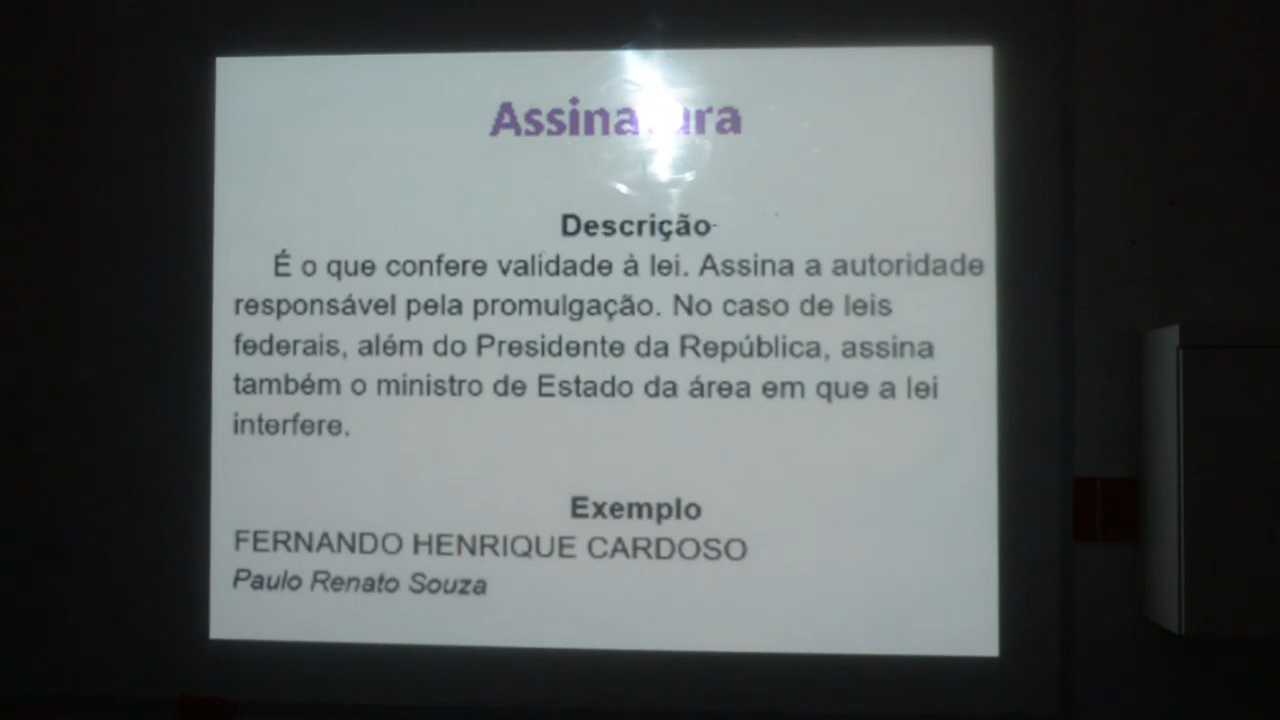 Assinatura
Descrição
É o que confere validade à lei. Assina a autoridade
responsável pela promulgação. No caso de leis
federais, além do Presidente da República, assina
também o ministro de Estado da área em que a lei
interfere.
Exemplo
FERNANDO HENRIQUE CARDOSO
Paulo Renato Souza